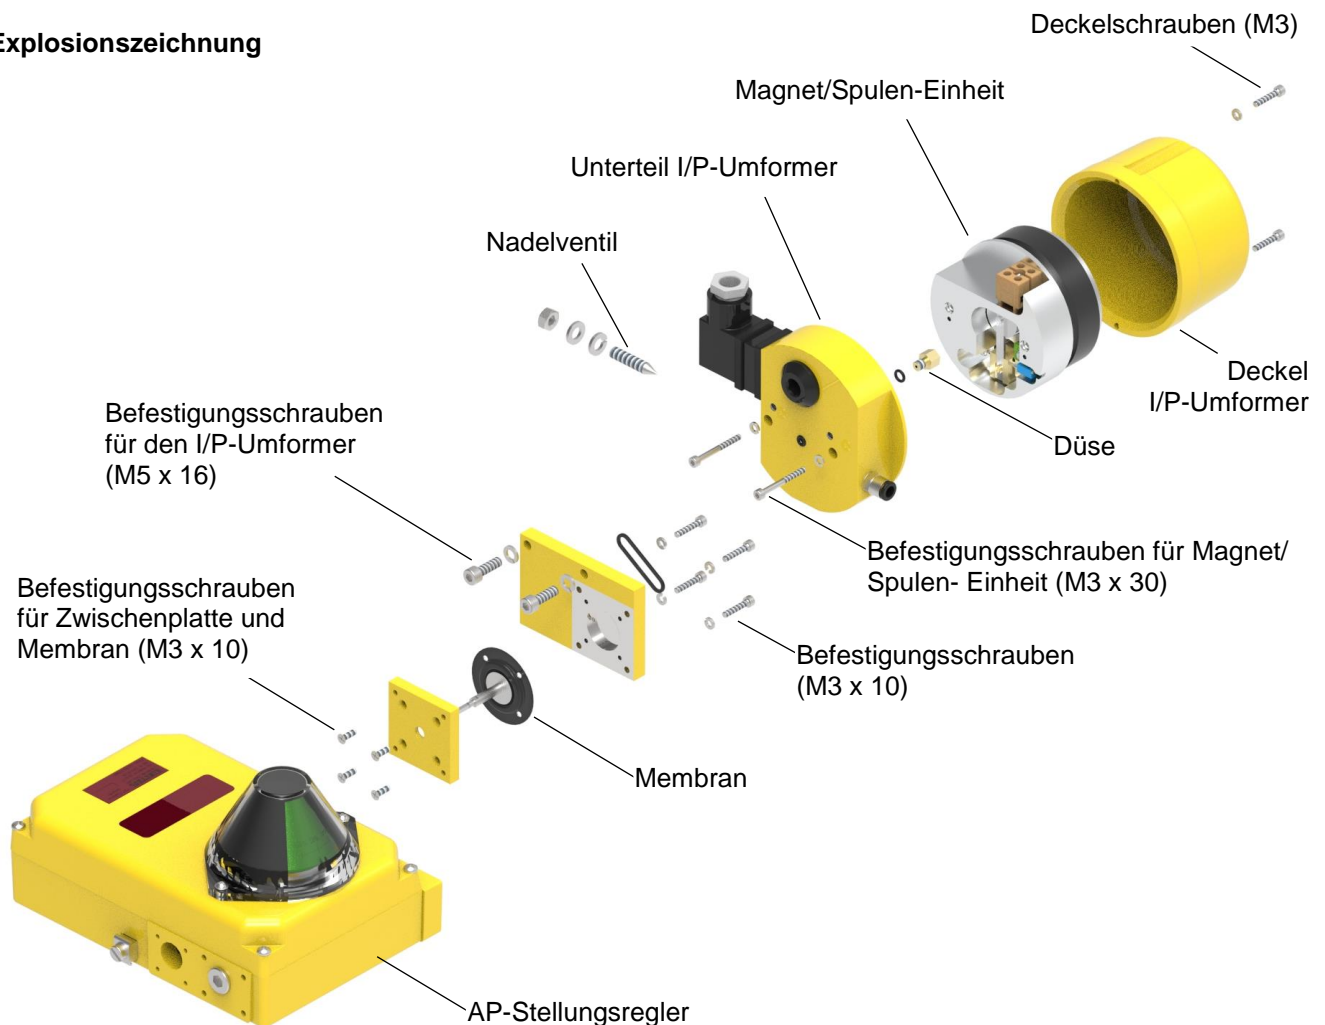 Explosionszeichnung
Deckelschrauben (M3)
Magnet/Spulen-Einheit
Unterteil I/P-Umformer
Nadelventil
Deckel
I/P-Umformer
Düse
Befestigungsschrauben
für den I/P-Umformer
(M5 x 16)
Befestigungsschrauben für Magnet/
Spulen- Einheit (M3 x 30)
Befestigungsschrauben
für Zwischenplatte und
Membran (M3 x 10)
Befestigungsschrauben
(M3 x 10)
Membran
AP-Stellungsregler